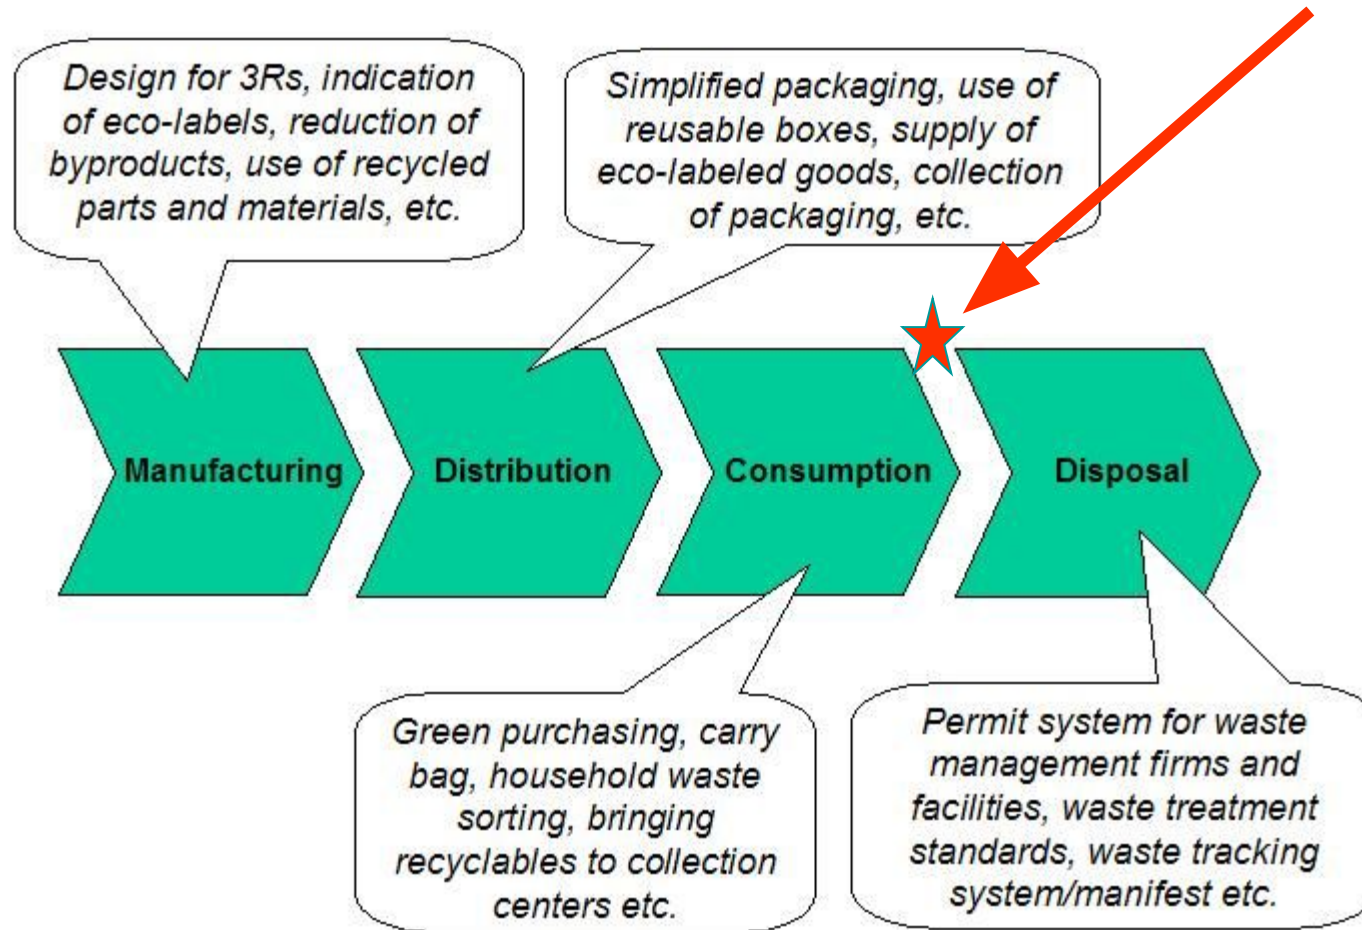 Design for 3Rs, indication
of eco-labels, reduction of
byproducts, use of recycled
parts and materials, etc.
Simplified packaging, use of
reusable boxes, supply of
eco-labeled goods, collection
of packaging, etc.
Manufacturing
Distribution
Consumption
Disposal
Green purchasing, carry
bag, household waste
sorting, bringing
recyclables to collection
centers etc.
Permit system for waste
management firms and
facilities, waste treatment
standards, waste tracking
system/manifest etc.